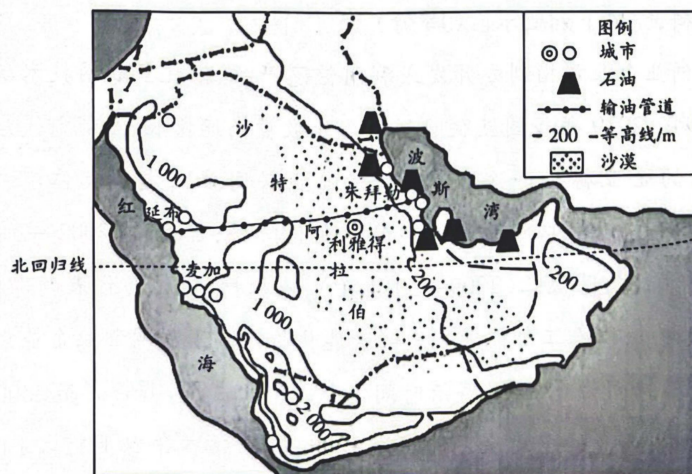 图例
城市
石油
输油管道
200 等高线/m
沙漠
沙
特
阿
拉
伯
1 000
波
斯
湾
朱拜勒
红
海
延布
利雅得
北回归线
麦加
200
200
1 000
2 000